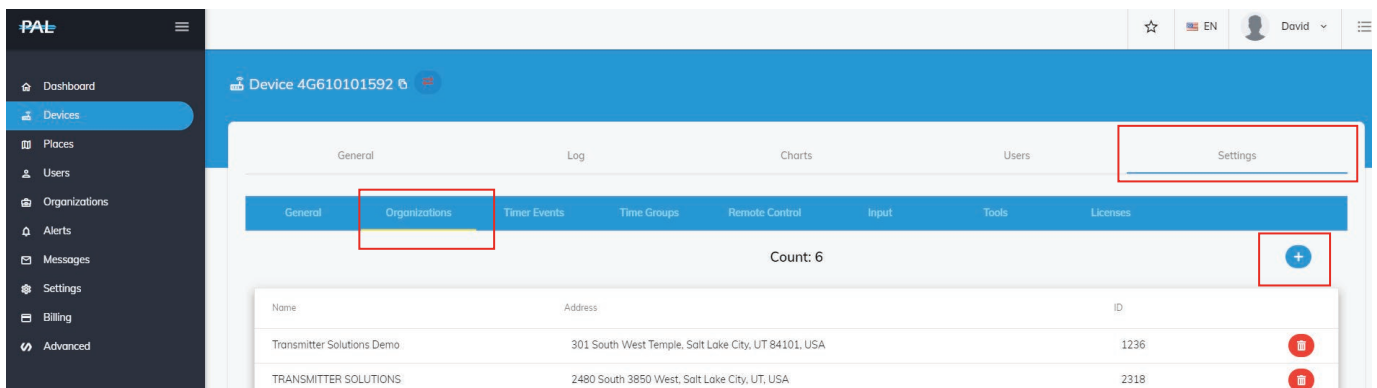 PAL
EN
David
Dashboard
Devices
Places
Users
Organizations
Alerts
Messages
Settings
Billing
Advanced
Device 4G610101592
General Log Charts Users Settings
General Organizations Timer Events Time Groups Remote Control Input Tools Licenses
Count: 6
Name Address ID
Transmitter Solutions Demo 301 South West Temple, Salt Lake City, UT 84101, USA 1236
TRANSMITTER SOLUTIONS 2480 South 3850 West, Salt Lake City, UT, USA 2318